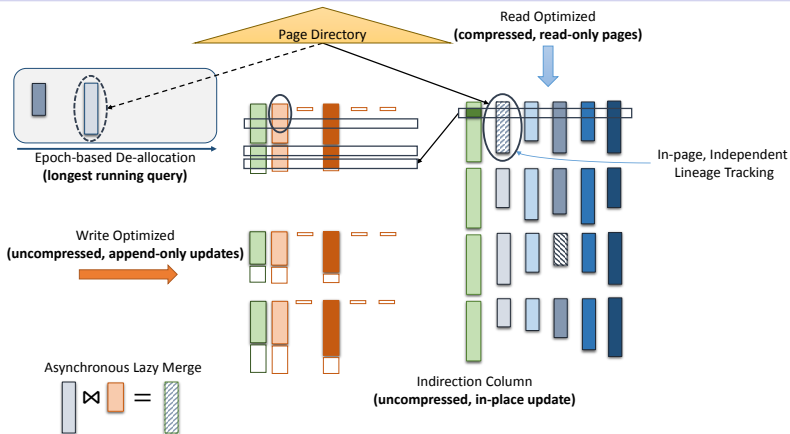 Page Directory
Read Optimized
(compressed, read-only pages)
Epoch-based De-allocation
(longest running query)
In-page, Independent
Lineage Tracking
Write Optimized
(uncompressed, append-only updates)
Asynchronous Lazy Merge
⋈ =
Indirection Column
(uncompressed, in-place update)